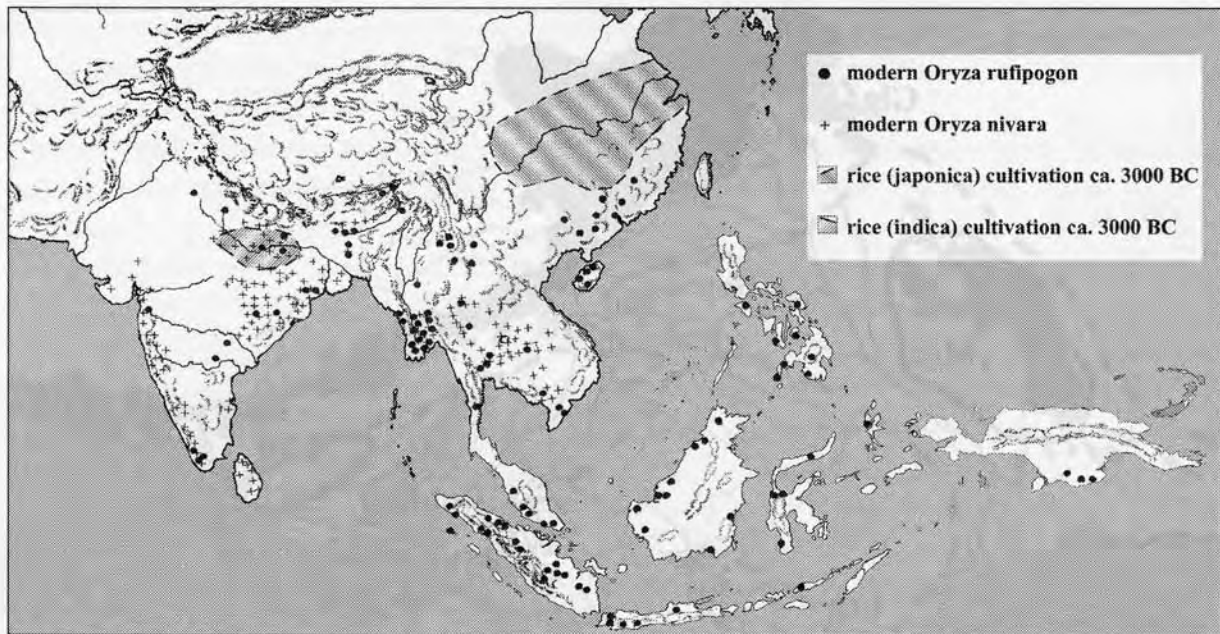 modern Oryza rufipogon
modern Oryza nivara
rice (japonica) cultivation ca. 3000 BC
rice (indica) cultivation ca. 3000 BC